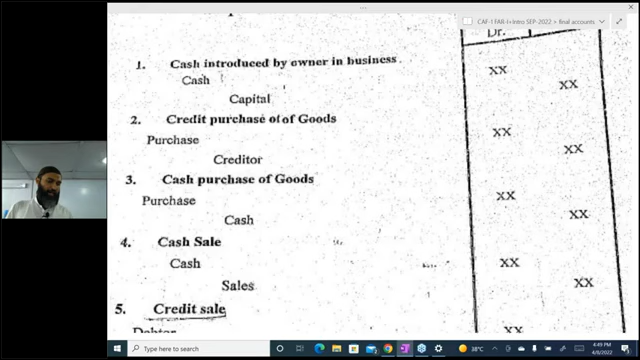 CAF-1 FAR-I+Intro SEP-2022 > final accounts
Dr.
1. Cash introduced by owner in business.
Cash
XX
Capital
XX
2. Credit purchase of of Goods
Purchase
XX
Creditor
XX
3. Cash purchase of Goods
Purchase
XX
Cash
XX
4. Cash Sale
Cash
XX
Sales
XX
5. Credit sale
Debtor
XX
Type here to search
38°C
4:49 PM
4/8/2022